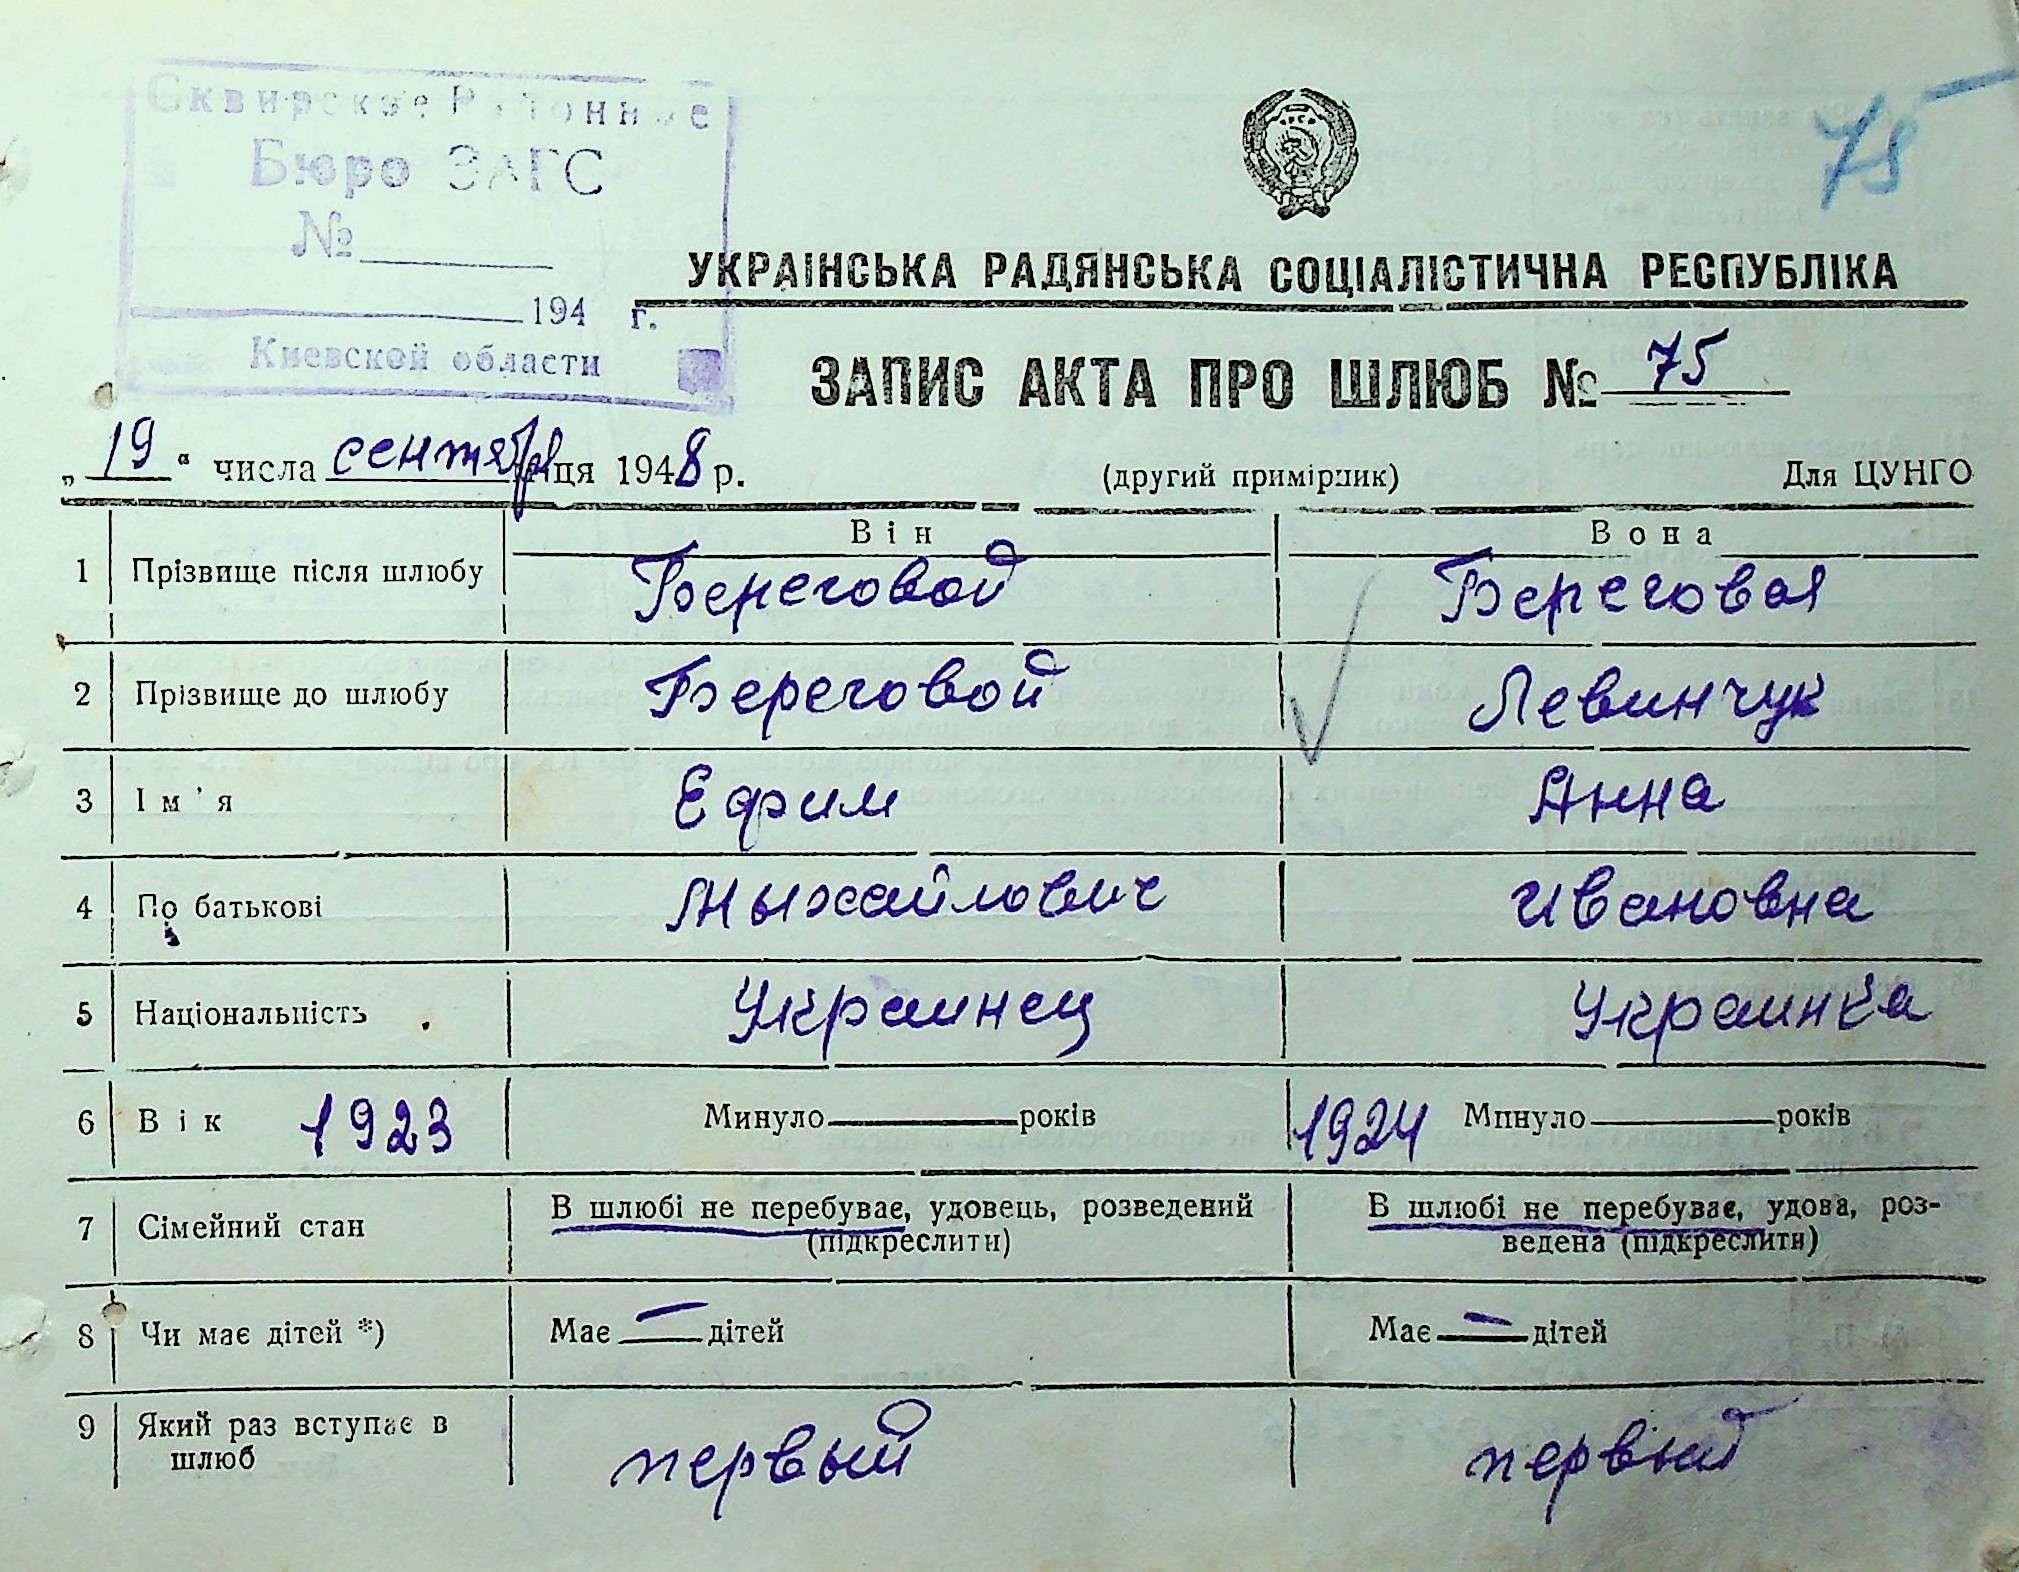 Сквирское Районное
Бюро ЗАГС
№
194 г.
Киевской области
75
УКРАЇНСЬКА РАДЯНСЬКА СОЦІАЛІСТИЧНА РЕСПУБЛІКА
ЗАПИС АКТА ПРО ШЛЮБ № 75
„19“ числа сентября місяця 1948 р. (другий примірник) Для ЦУНГО
Він Вона
1 Прізвище після шлюбу Береговой Береговая
2 Прізвище до шлюбу Береговой Левинчук
3 Ім'я Ефим Анна
4 По батькові Мыхайлович Ивановна
5 Національність Украинец Украинка
6 Вік 1923 Минуло років 1924 Минуло років
7 Сімейний стан В шлюбі не перебуває, удовець, розведений В шлюбі не перебуває, удова, роз-
(підкреслити) ведена (підкреслити)
8 Чи має дітей *) Має — дітей Має — дітей
9 Який раз вступає в первый первый
шлюб